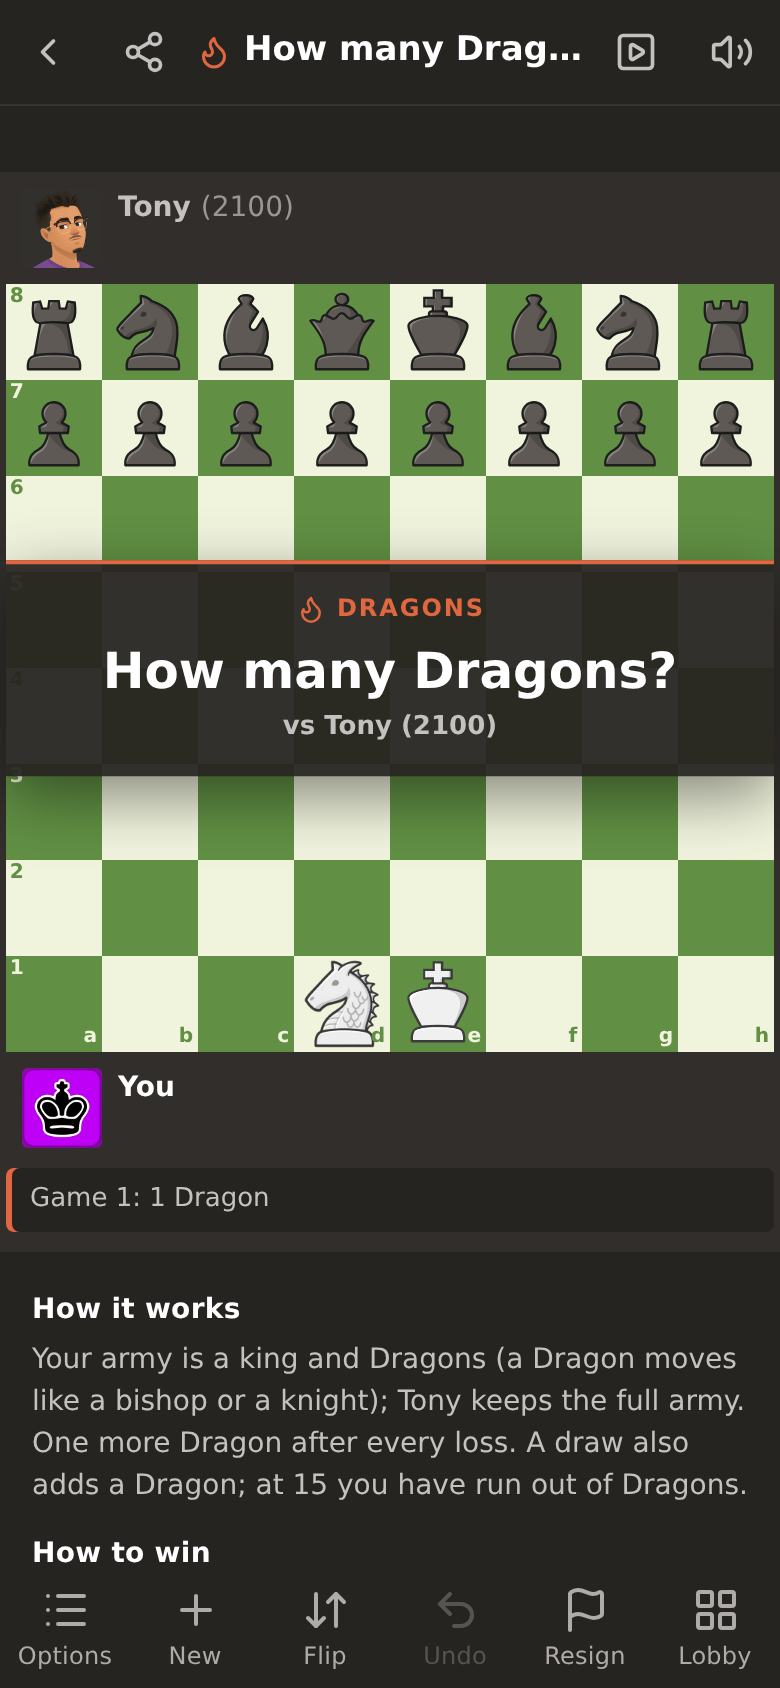 How many Drag...
Tony (2100)
8
7
6
5
DRAGONS
How many Dragons?
4
vs Tony (2100)
3
2
1
a b c d e f g h
You
Game 1: 1 Dragon
How it works
Your army is a king and Dragons (a Dragon moves
like a bishop or a knight); Tony keeps the full army.
One more Dragon after every loss. A draw also
adds a Dragon; at 15 you have run out of Dragons.
How to win
Options New Flip Undo Resign Lobby